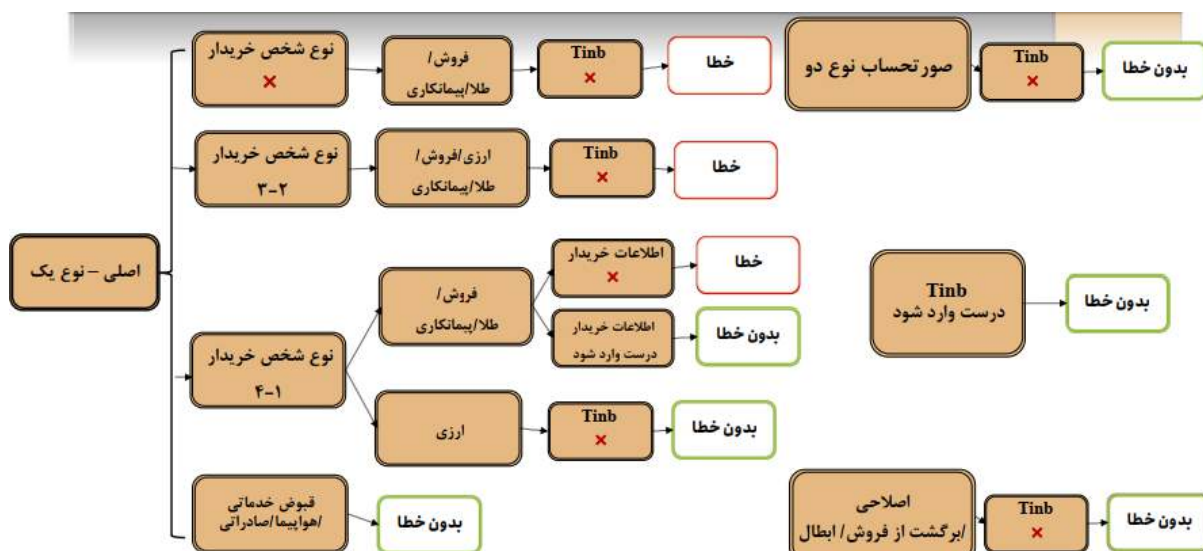 اصلی – نوع یک
نوع شخص خریدار
×
فروش/
طلا/پیمانکاری
Tinb
×
خطا
نوع شخص خریدار
۳-۲
ارزی/فروش/
طلا/پیمانکاری
Tinb
×
خطا
نوع شخص خریدار
۴-۱
فروش/
طلا/پیمانکاری
اطلاعات خریدار
×
خطا
اطلاعات خریدار
درست وارد شود
بدون خطا
ارزی
Tinb
×
بدون خطا
قبوض خدماتی
/هواپیما/صادراتی
بدون خطا
صورتحساب نوع دو
Tinb
×
بدون خطا
Tinb
درست وارد شود
بدون خطا
اصلاحی
/برگشت از فروش/ ابطال
Tinb
×
بدون خطا